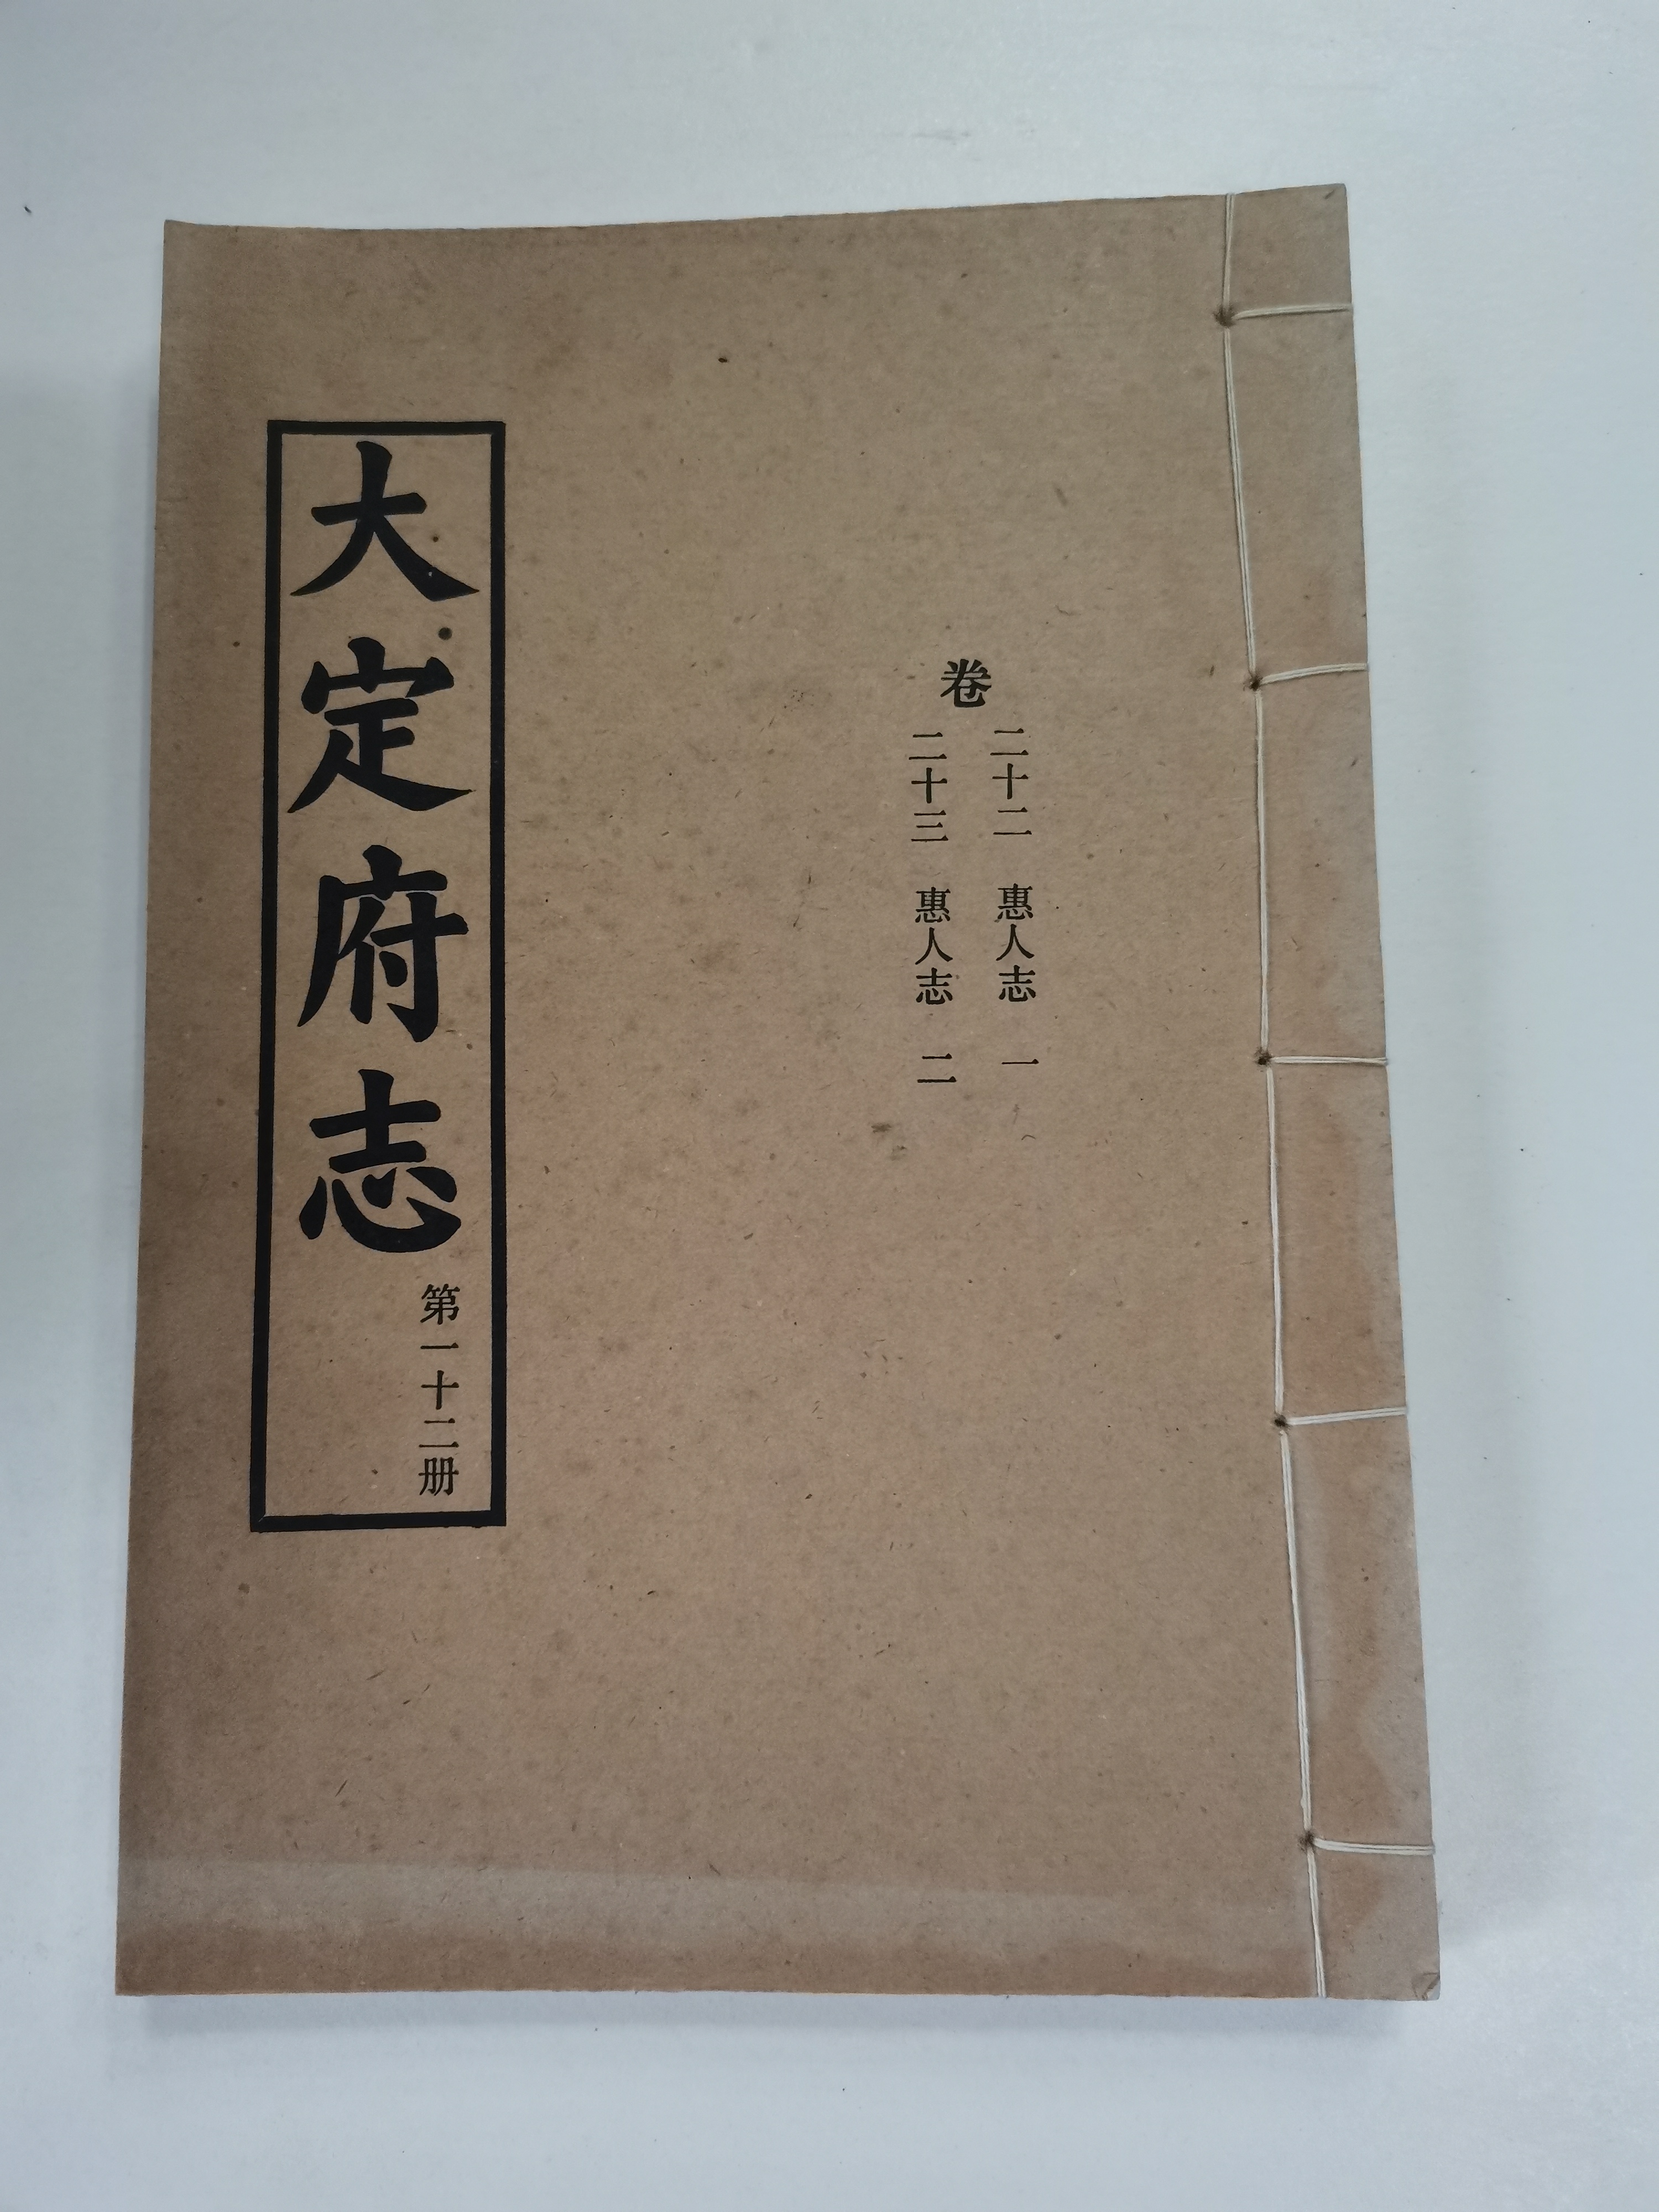 卷
二十二 惠人志 一
二十三 惠人志 二
大定府志
第一十二册